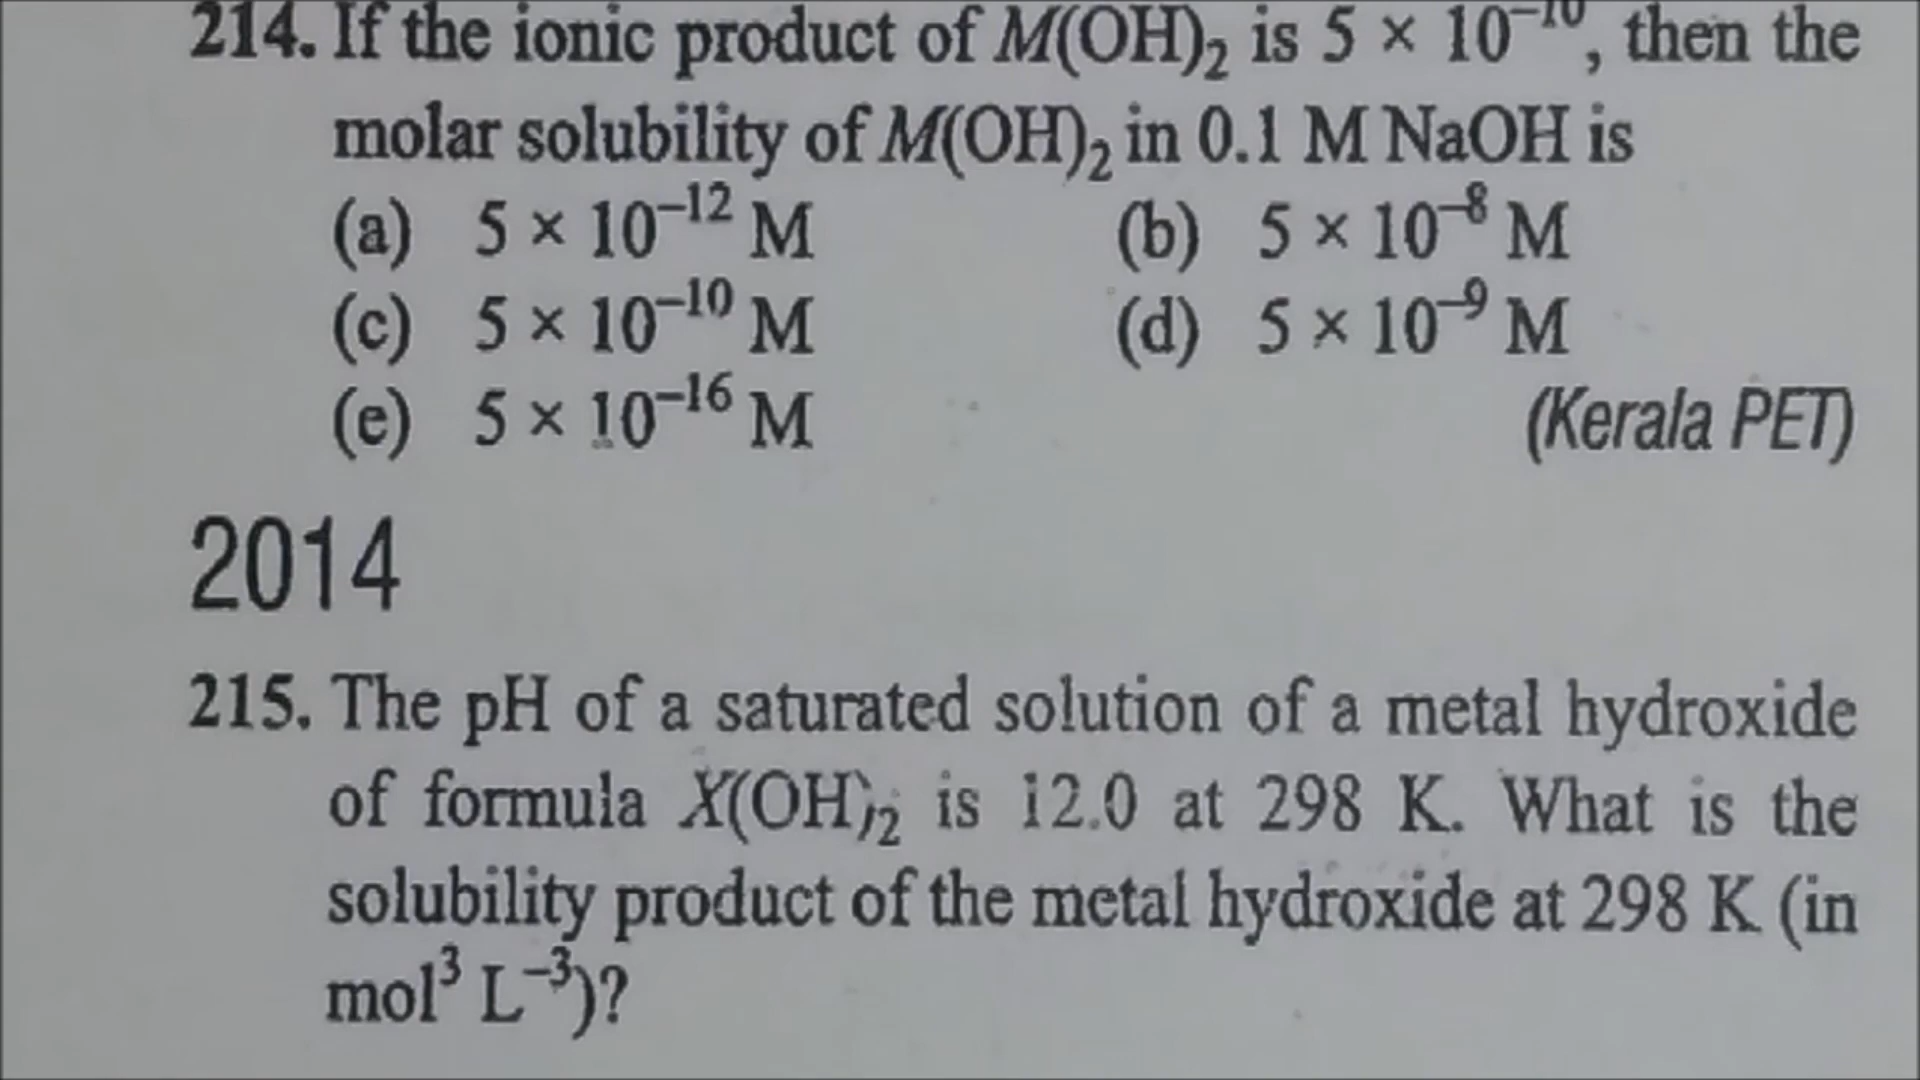 214. If the ionic product of M(OH)₂ is 5 × 10⁻¹⁰, then the
molar solubility of M(OH)₂ in 0.1 M NaOH is
(a) 5 × 10⁻¹² M (b) 5 × 10⁻⁸ M
(c) 5 × 10⁻¹⁰ M (d) 5 × 10⁻⁹ M
(e) 5 × 10⁻¹⁶ M (Kerala PET)
2014
215. The pH of a saturated solution of a metal hydroxide
of formula X(OH)₂ is 12.0 at 298 K. What is the
solubility product of the metal hydroxide at 298 K (in
mol³ L⁻³)?